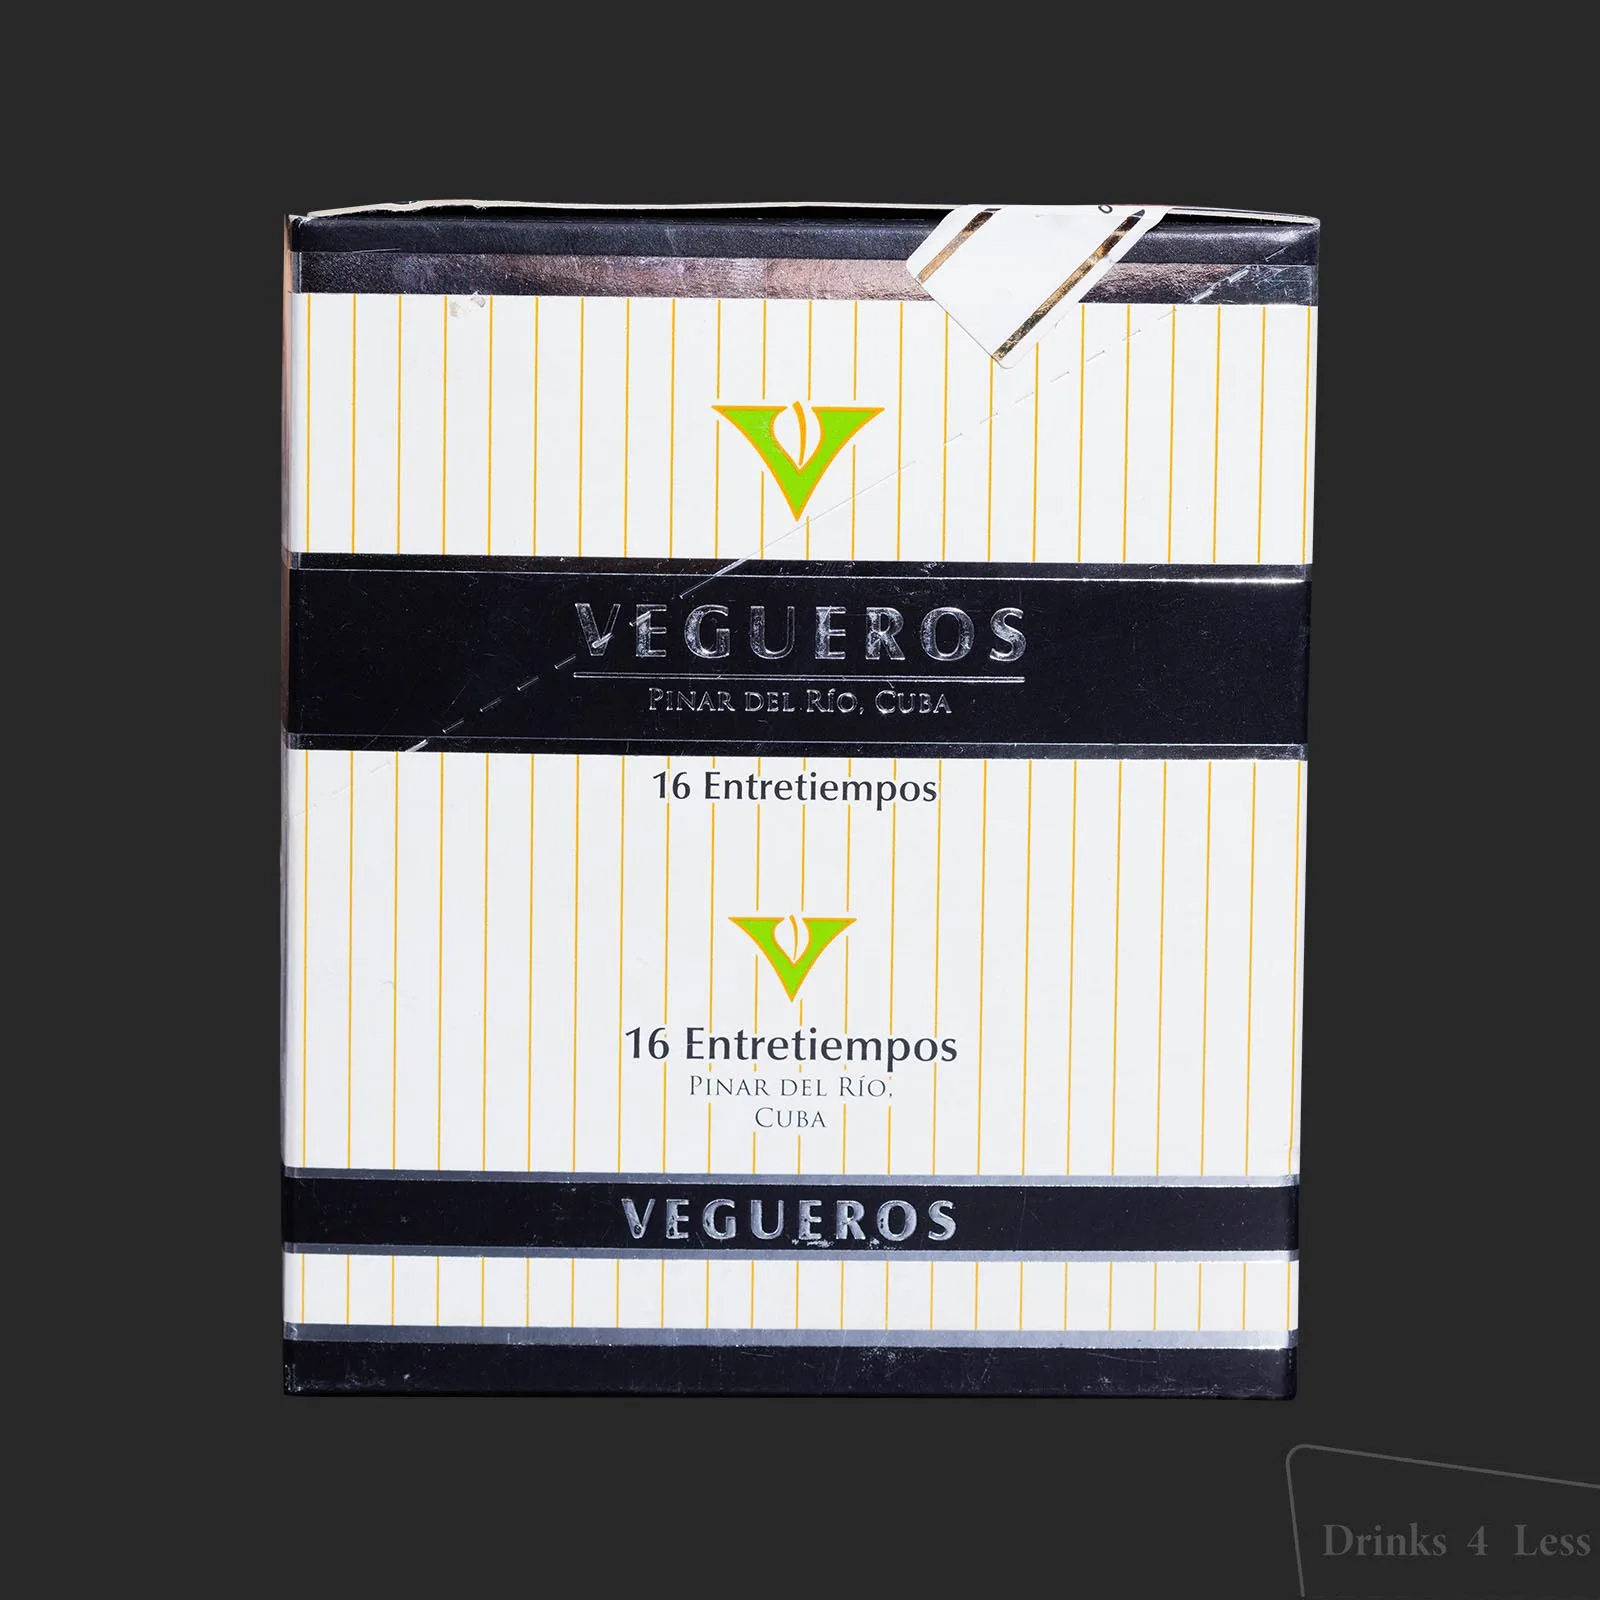 VEGUEROS
PINAR DEL RÍO, CUBA
16 Entretiempos
16 Entretiempos
PINAR DEL RÍO,
CUBA
VEGUEROS
Drinks 4 Less